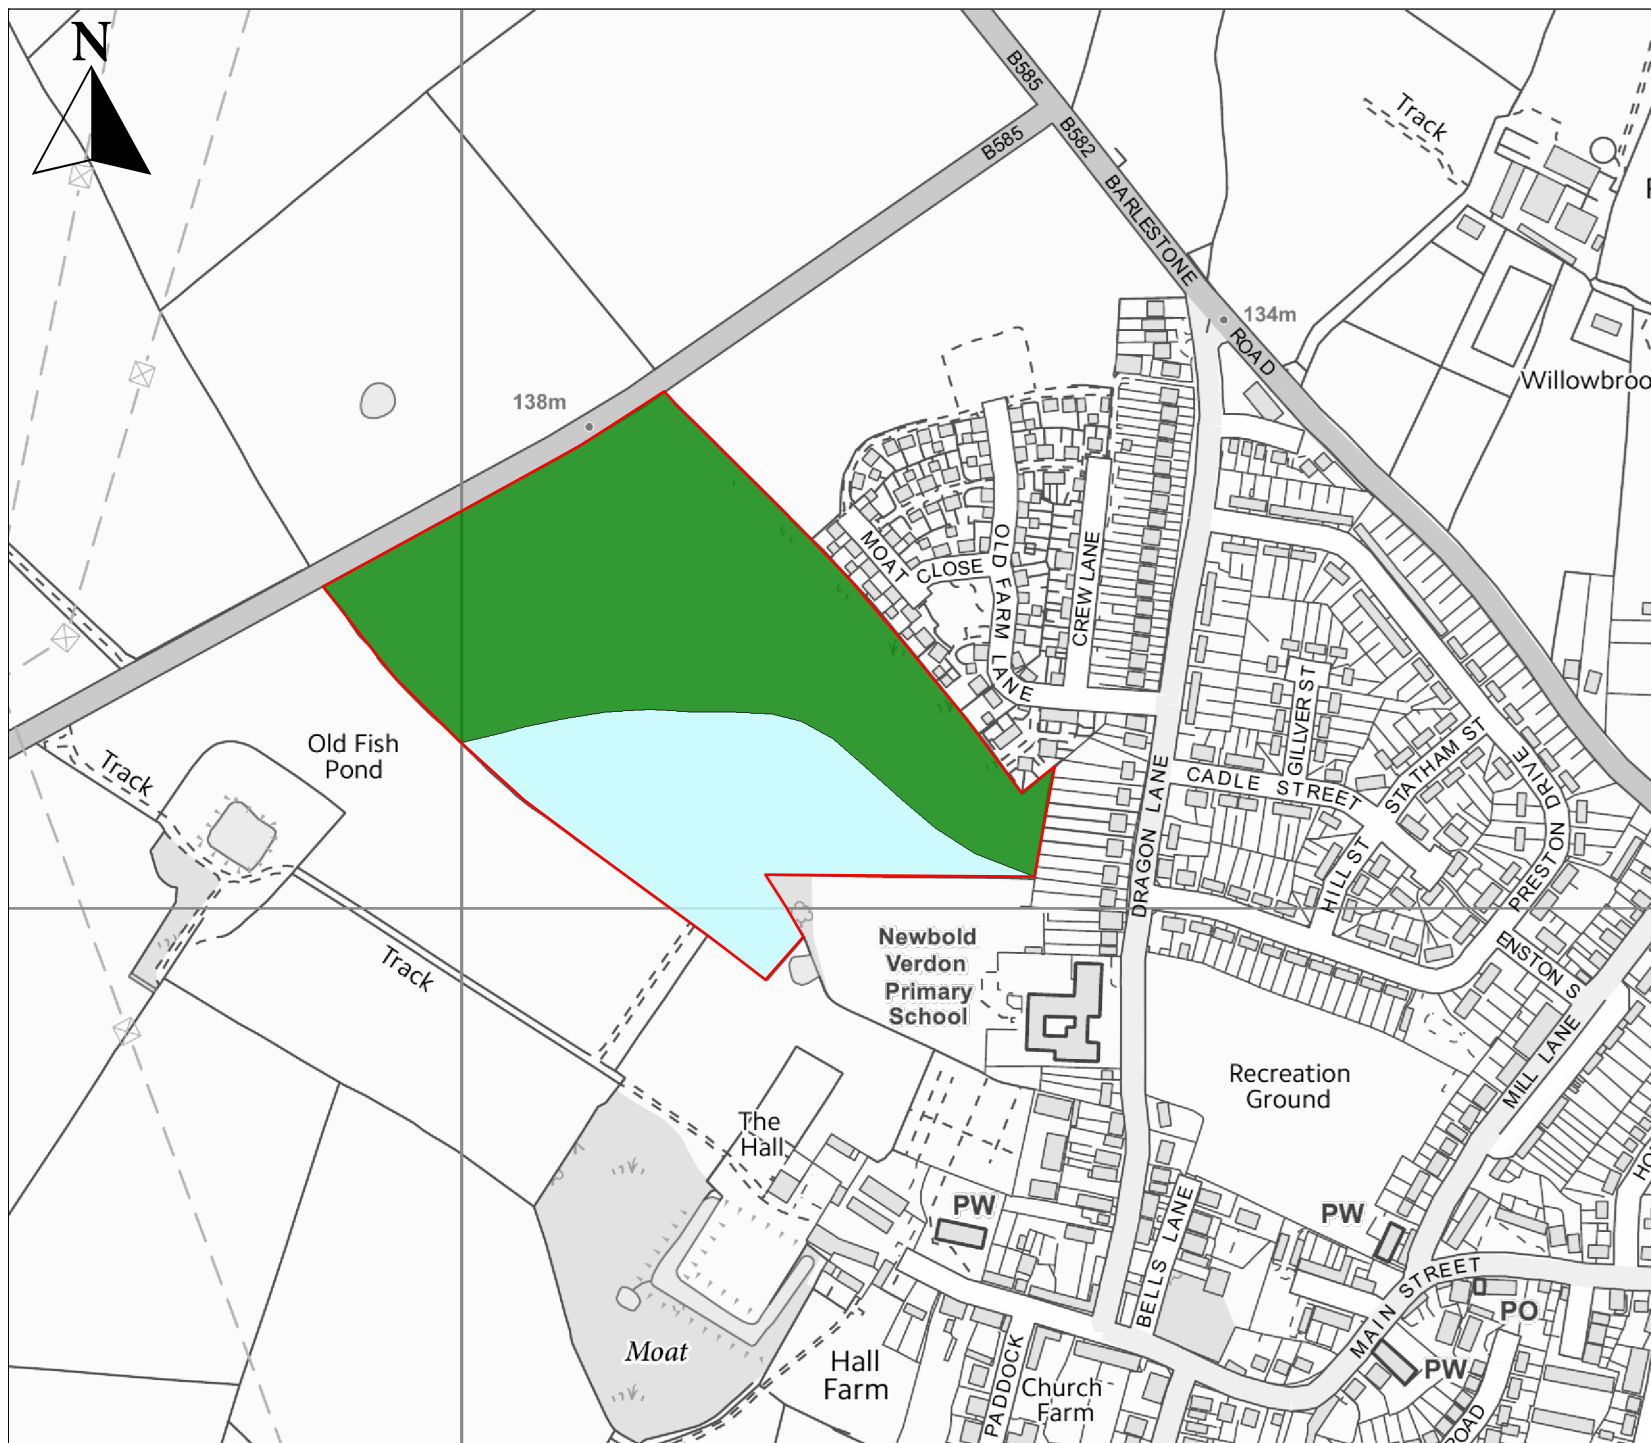 N
B585
B585
B582
BARLESTONE
ROAD
Track
134m
Willowbroo
138m
MOAT
CLOSE
OLD FARM LANE
CREW LANE
GILLVER ST
STATHAM ST
CADLE STREET
PRESTON DRIVE
HILL ST
DRAGON LANE
Old Fish
Pond
Track
Track
Newbold
Verdon
Primary
School
ENSTON S
MILL LANE
Recreation
Ground
The
Hall
PW
BELLS LANE
PW
MAIN STREET
PO
PW
Moat
Hall
Farm
PADDOCK
Church
Farm
OAD
HO